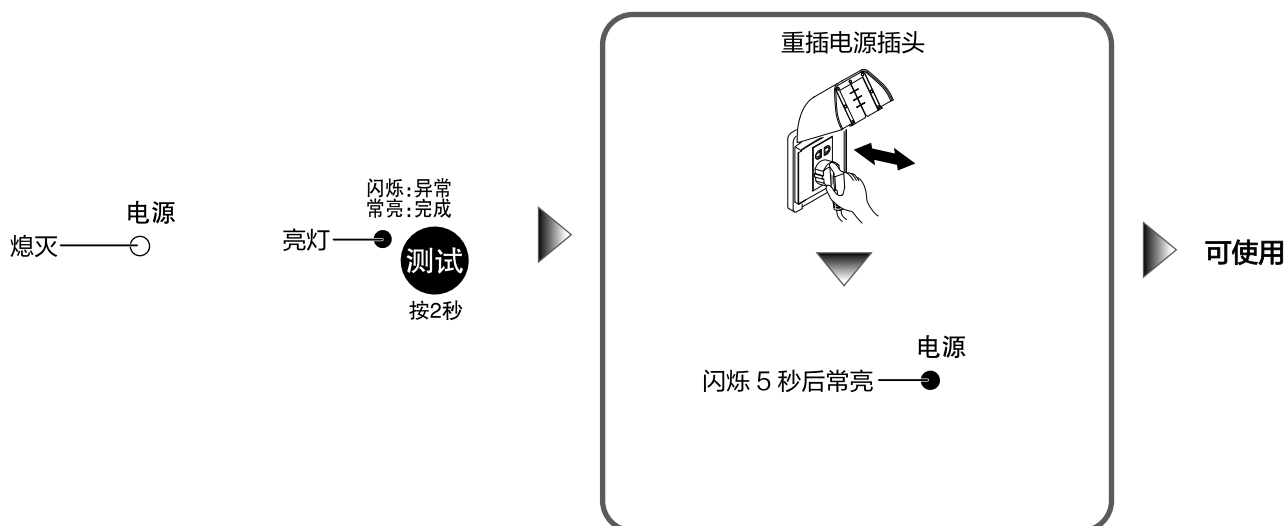 电源
熄灭
闪烁:异常
常亮:完成
亮灯
测试
按2秒
重插电源插头
电源
闪烁 5 秒后常亮
可使用